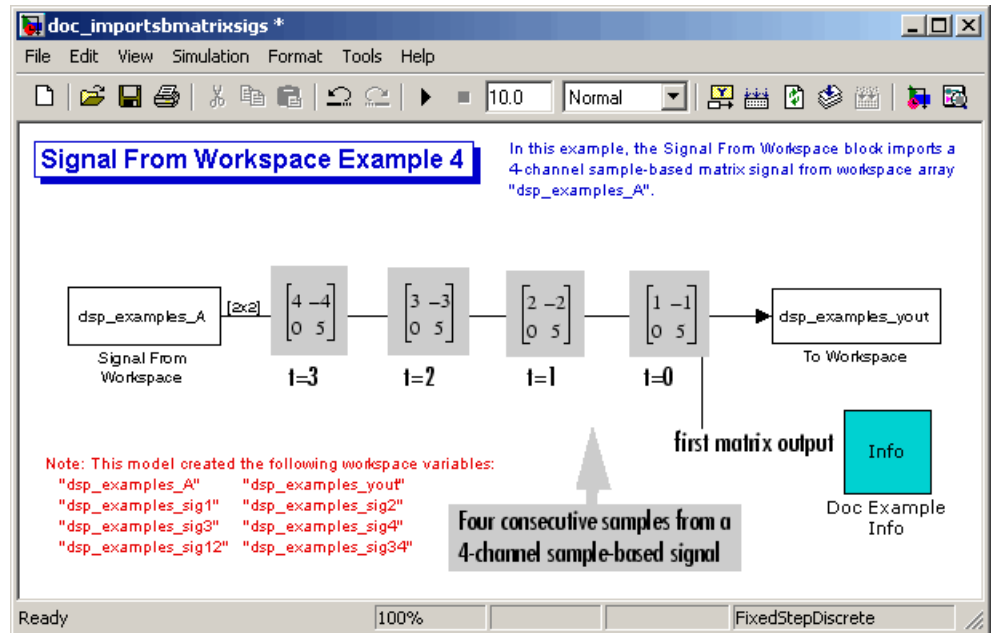 doc_importsbmatrixsigs *
File Edit View Simulation Format Tools Help
10.0 Normal
Signal From Workspace Example 4
In this example, the Signal From Workspace block imports a
4-channel sample-based matrix signal from workspace array
"dsp_examples_A".
dsp_examples_A
[2x2]
4 -4
0 5
3 -3
0 5
2 -2
0 5
1 -1
0 5
dsp_examples_yout
Signal From
Workspace
To Workspace
t=3 t=2 t=1 t=0
first matrix output
Info
Doc Example
Info
Note: This model created the following workspace variables:
"dsp_examples_A" "dsp_examples_yout"
"dsp_examples_sig1" "dsp_examples_sig2"
"dsp_examples_sig3" "dsp_examples_sig4"
"dsp_examples_sig12" "dsp_examples_sig34"
Four consecutive samples from a
4-channel sample-based signal
Ready 100% FixedStepDiscrete